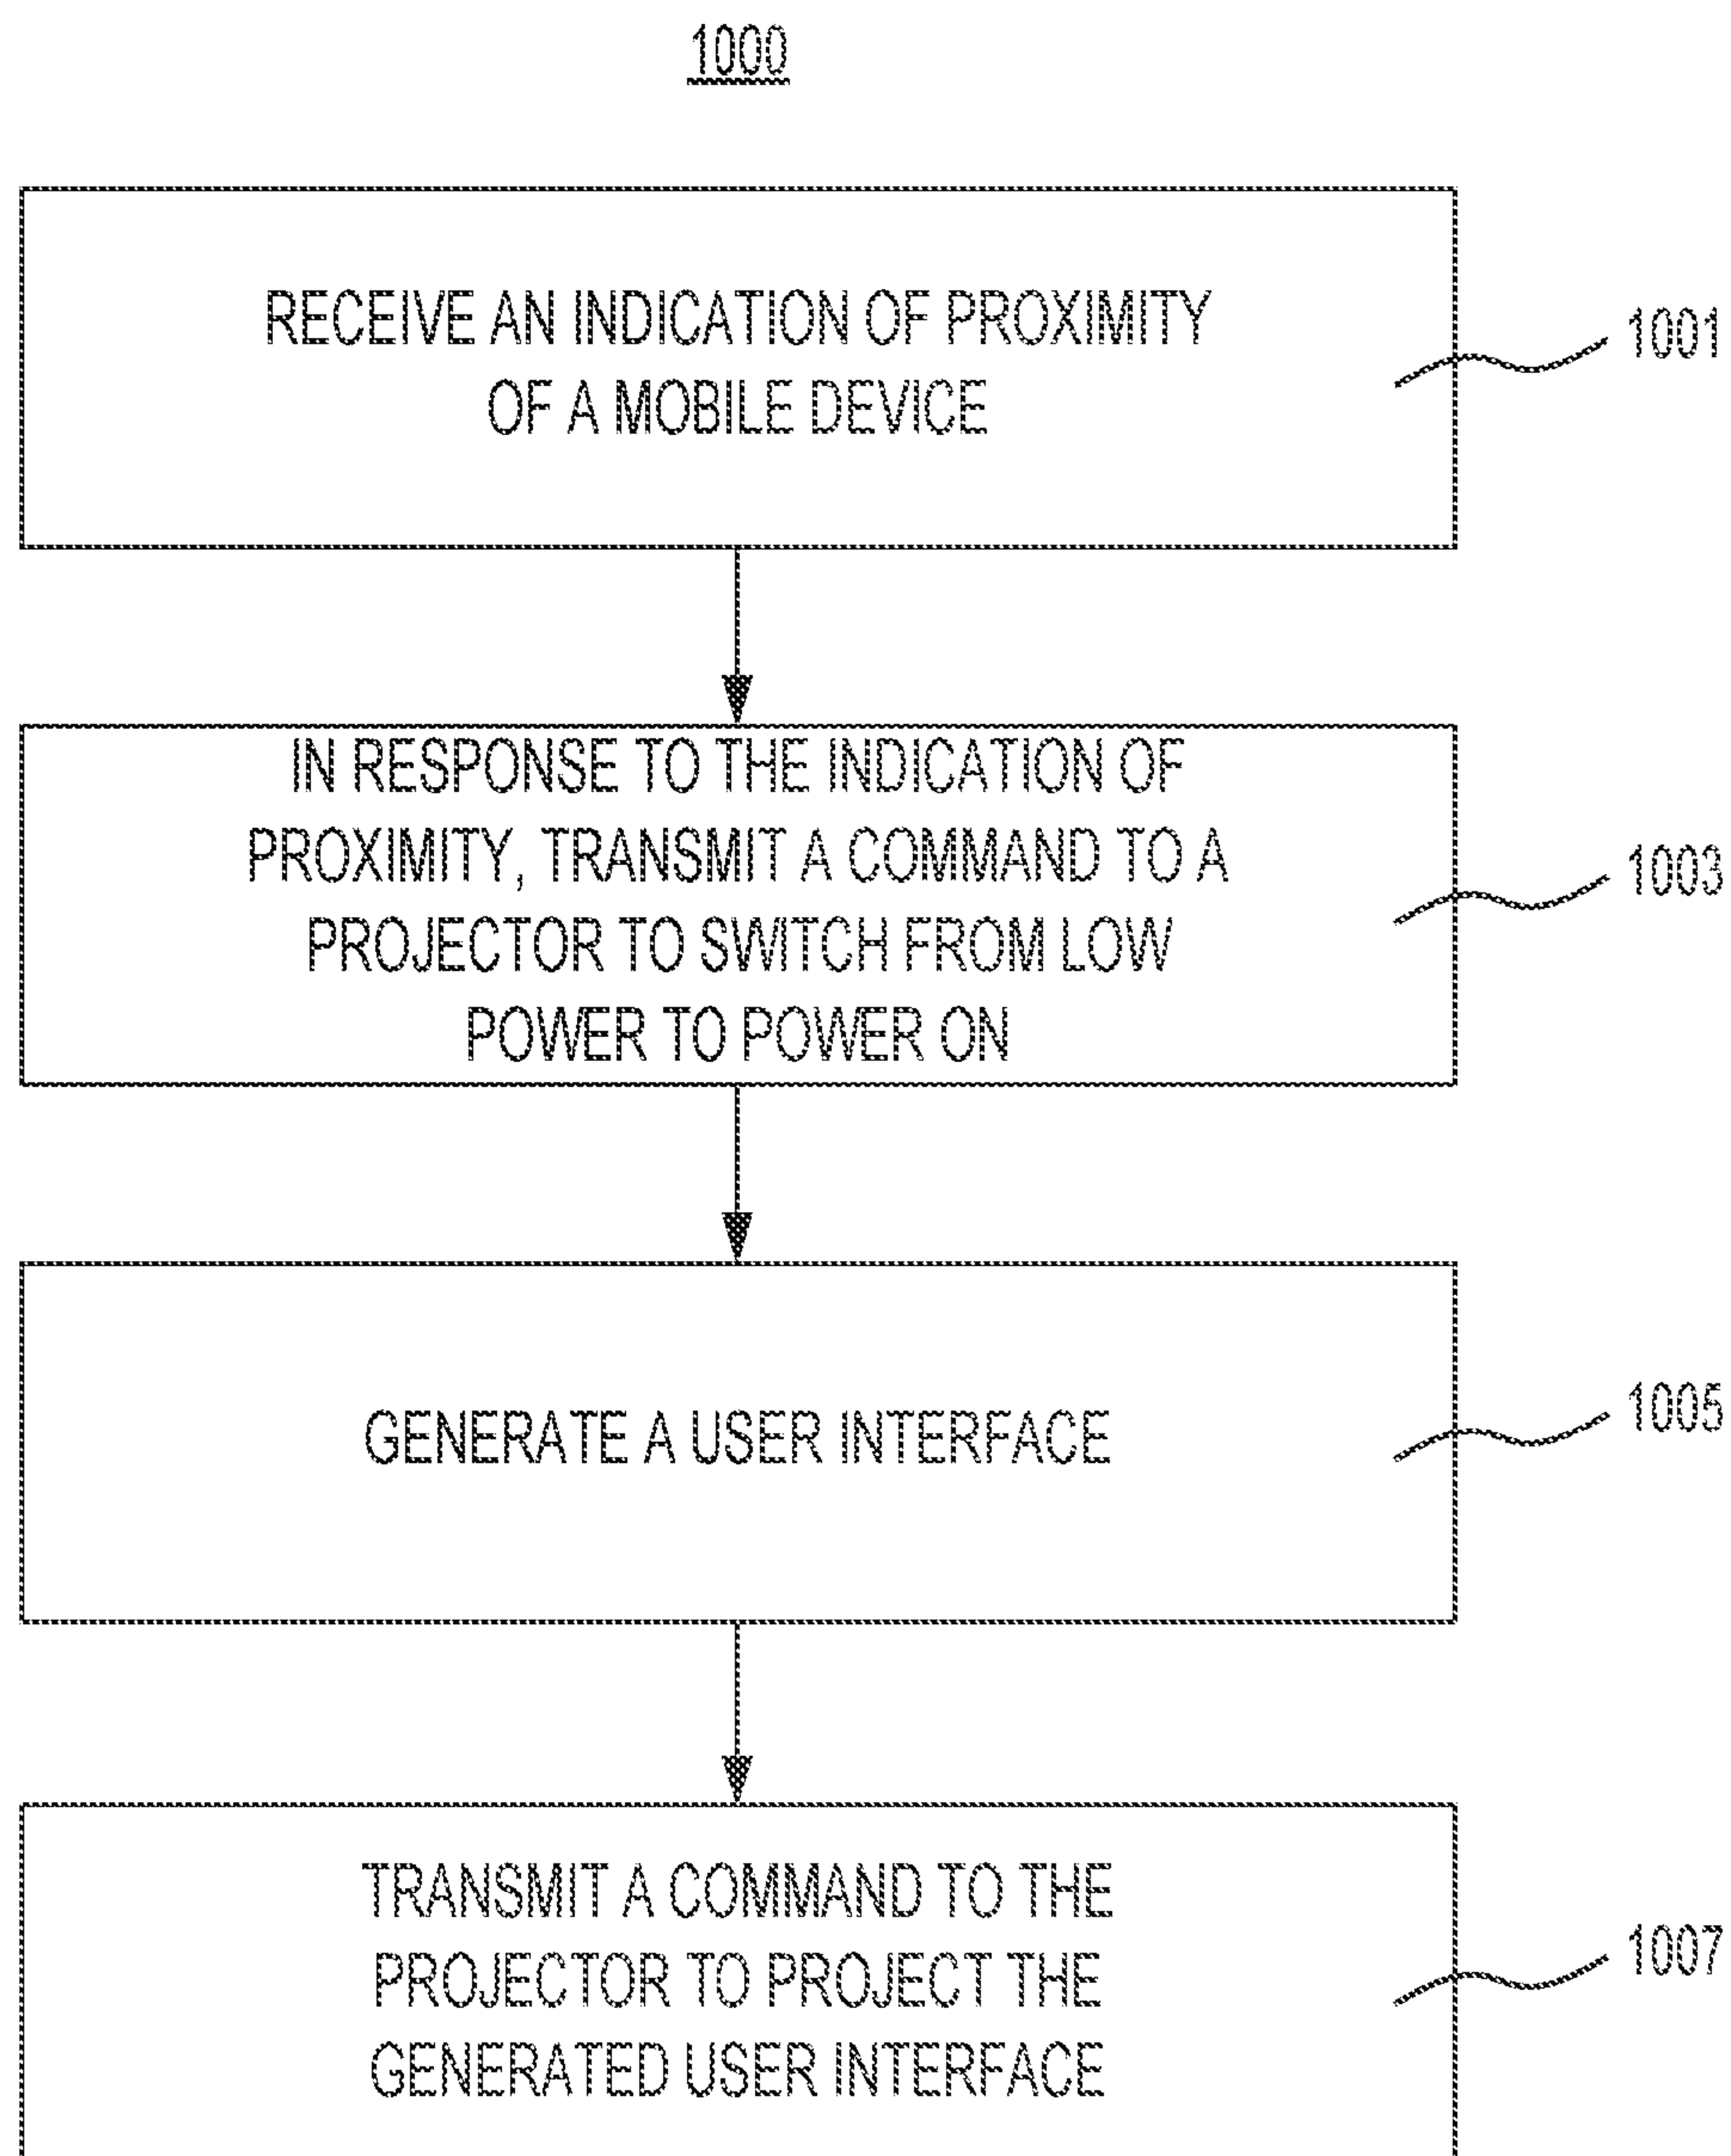 1000
RECEIVE AN INDICATION OF PROXIMITY
OF A MOBILE DEVICE
1001
IN RESPONSE TO THE INDICATION OF
PROXIMITY, TRANSMIT A COMMAND TO A
PROJECTOR TO SWITCH FROM LOW
POWER TO POWER ON
1003
GENERATE A USER INTERFACE
1005
TRANSMIT A COMMAND TO THE
PROJECTOR TO PROJECT THE
GENERATED USER INTERFACE
1007